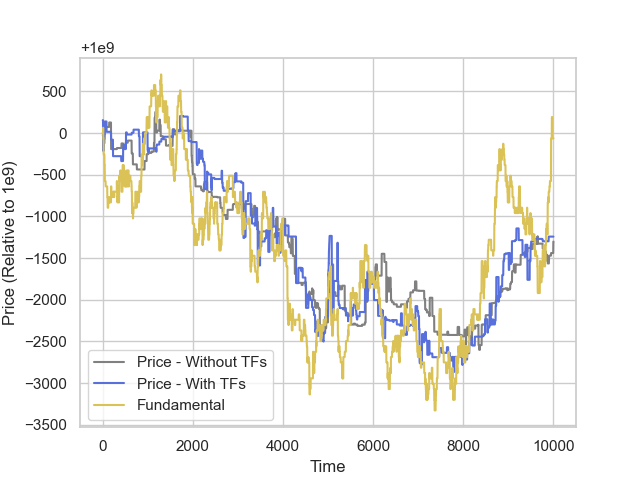 +1e9
500
0
−500
−1000
−1500
−2000
−2500
−3000
−3500
Price (Relative to 1e9)
Price - Without TFs
Price - With TFs
Fundamental
0
2000
4000
6000
8000
10000
Time